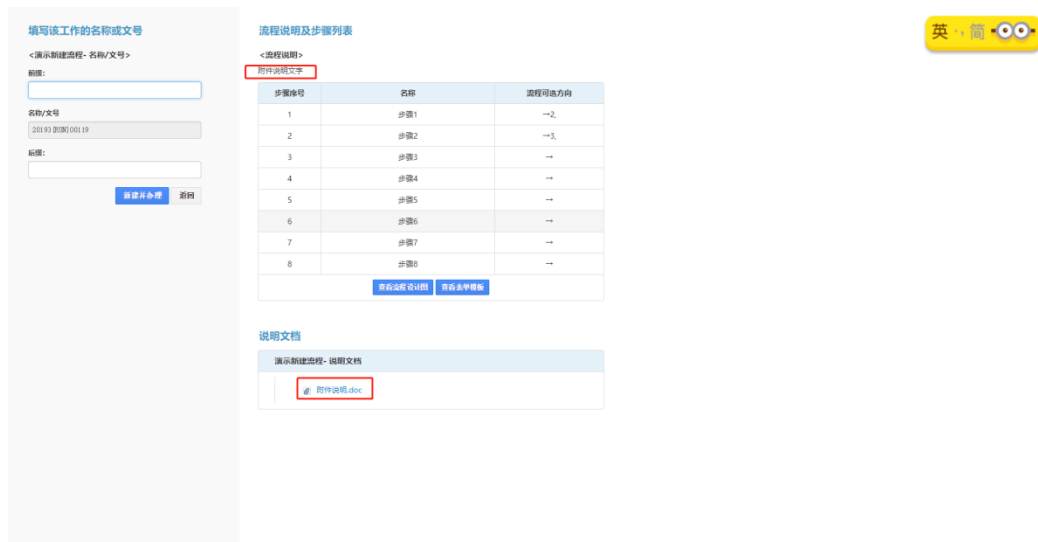 填写该工作的名称或文号
<演示新建流程- 名称/文号>
前缀:
名称/文号
后缀:
新建并办理 返回
流程说明及步骤列表
<流程说明>
附件说明文字
步骤序号 名称 流程可选方向
1 步骤1 →2,
2 步骤2 →3,
3 步骤3 →
4 步骤4 →
5 步骤5 →
6 步骤6 →
7 步骤7 →
8 步骤8 →
查看流程设计图 查看表单模板
说明文档
演示新建流程- 说明文档
附件说明.doc
英 简